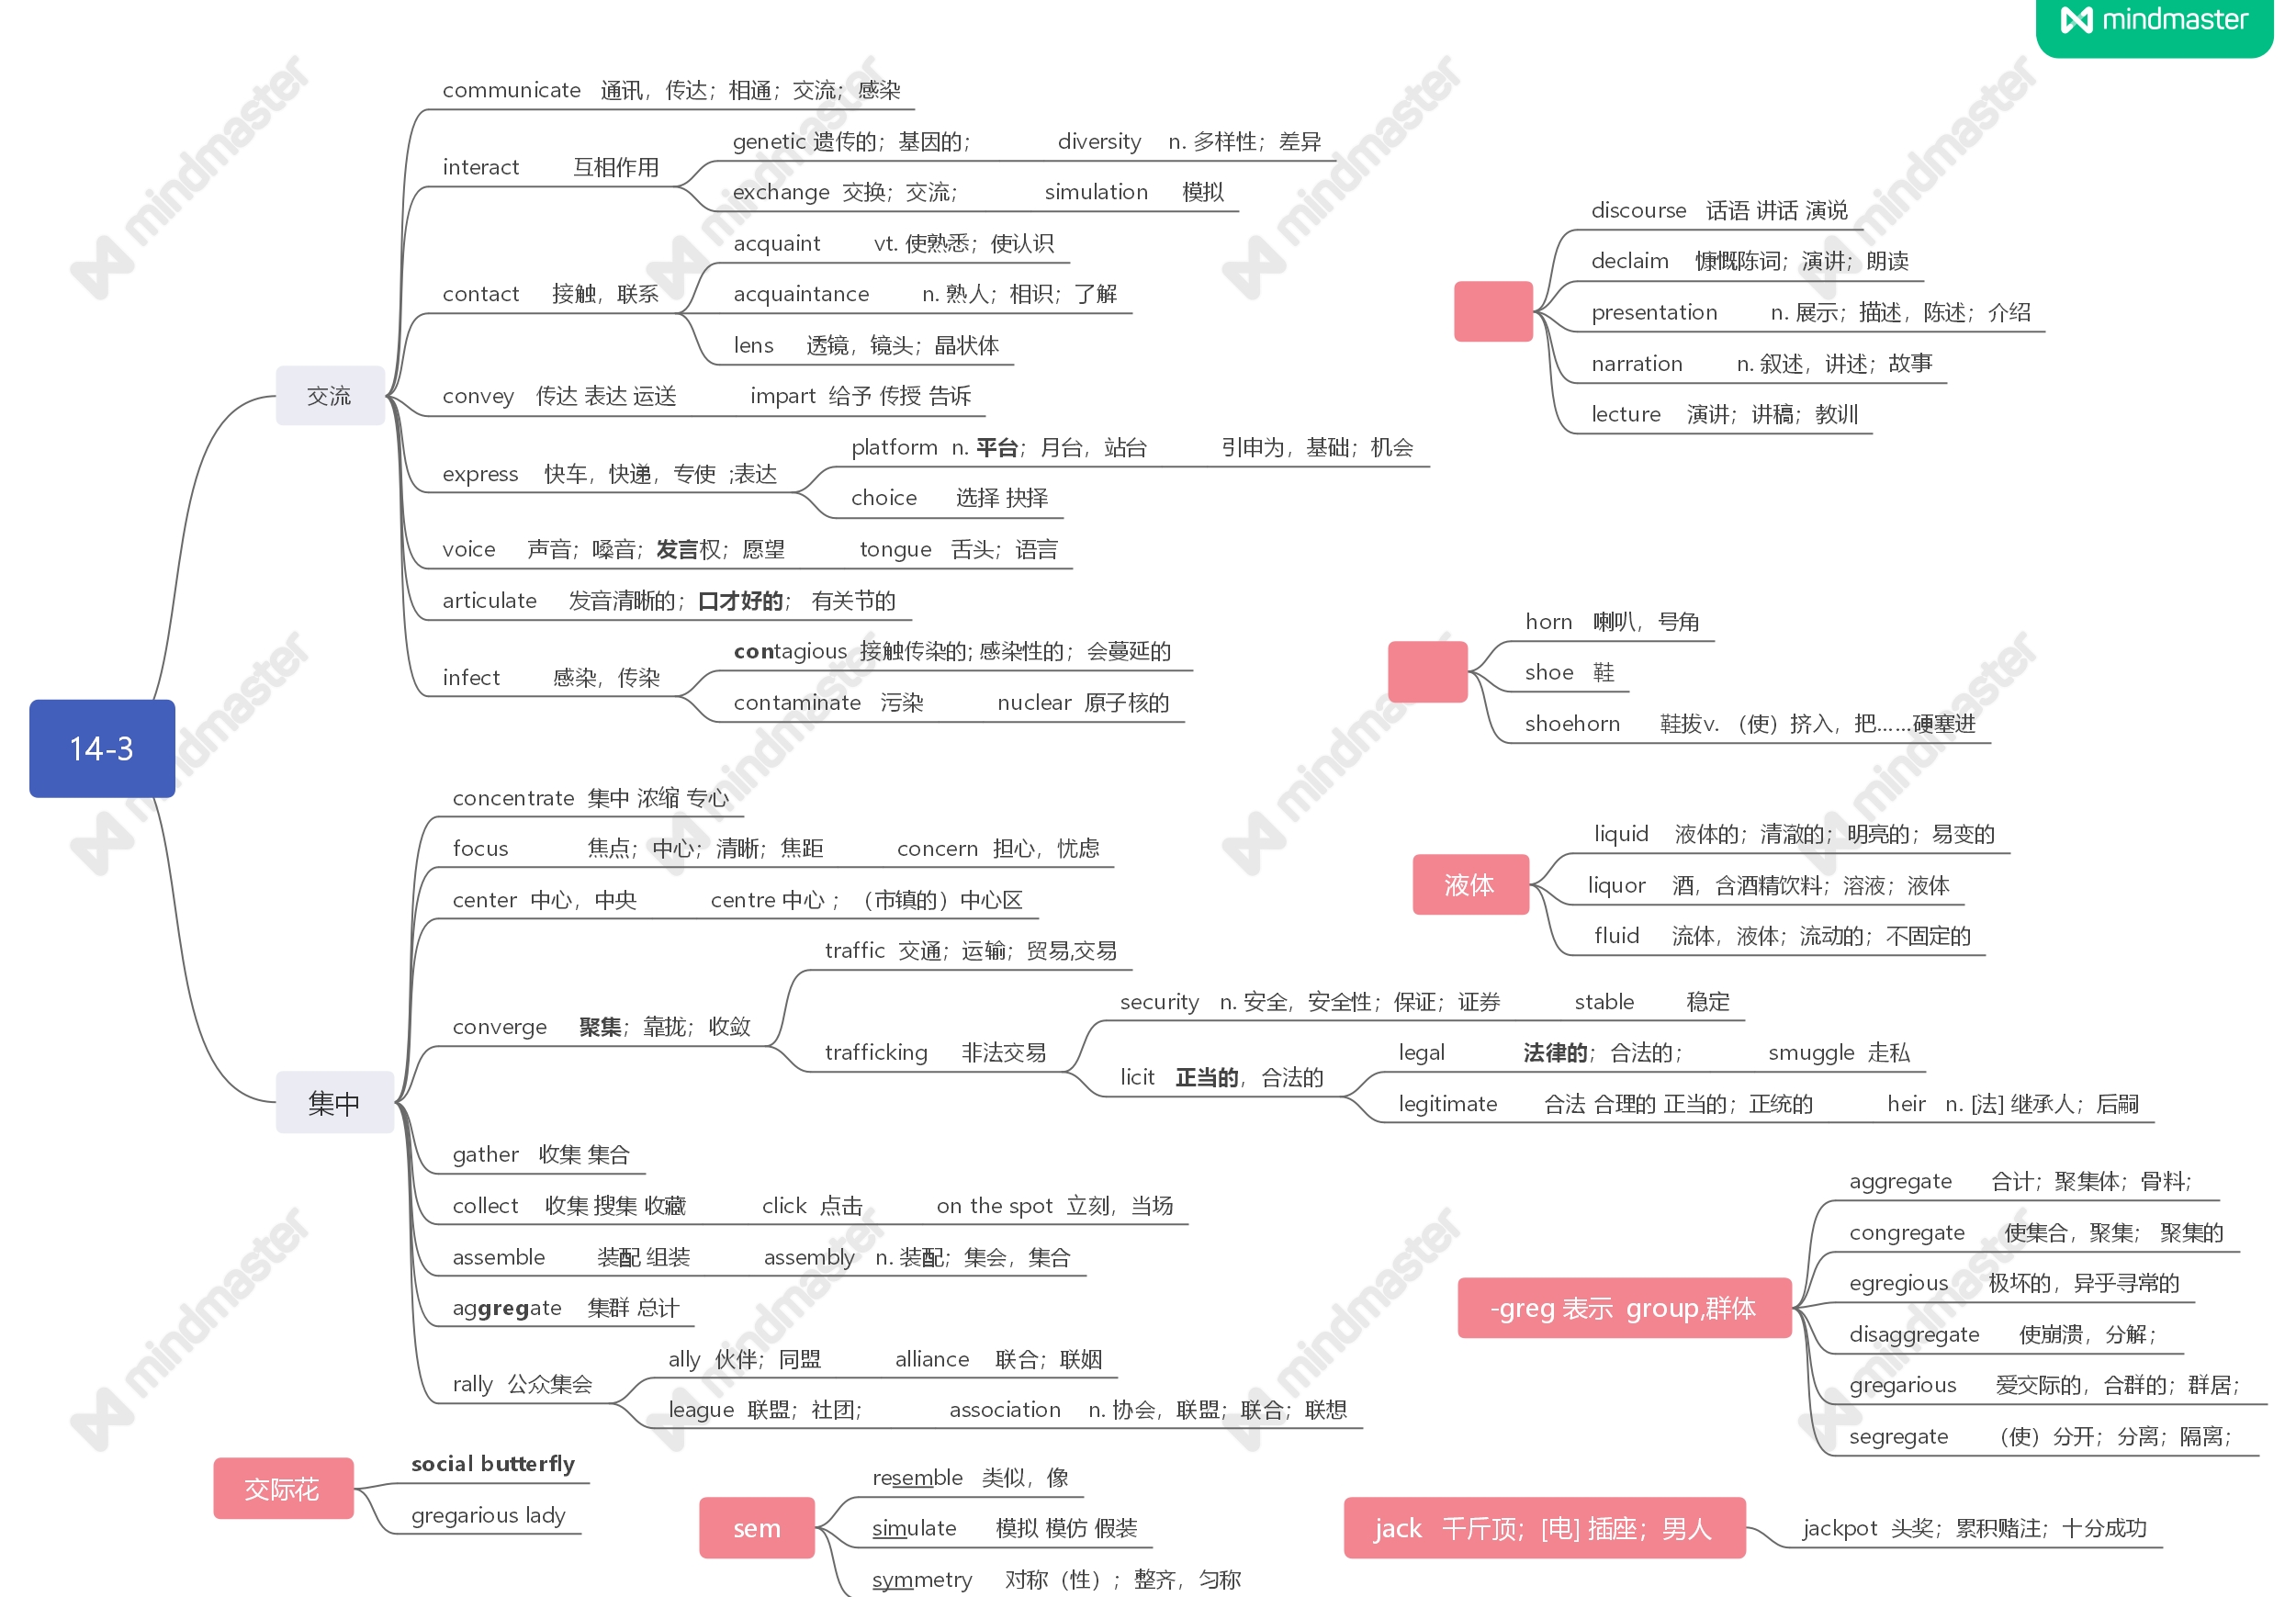 mindmaster
14-3
交流
communicate 通讯，传达；相通；交流；感染
interact 互相作用
genetic 遗传的；基因的； diversity n. 多样性；差异
exchange 交换；交流； simulation 模拟
contact 接触，联系
acquaint vt. 使熟悉；使认识
acquaintance n. 熟人；相识；了解
lens 透镜，镜头；晶状体
convey 传达 表达 运送 impart 给予 传授 告诉
express 快车，快递，专使 ;表达
platform n. 平台；月台，站台 引申为，基础；机会
choice 选择 抉择
voice 声音；嗓音；发言权；愿望 tongue 舌头；语言
articulate 发音清晰的；口才好的； 有关节的
infect 感染，传染
contagious 接触传染的; 感染性的；会蔓延的
contaminate 污染 nuclear 原子核的
集中
concentrate 集中 浓缩 专心
focus 焦点；中心；清晰；焦距 concern 担心，忧虑
center 中心，中央 centre 中心 ；（市镇的）中心区
converge 聚集；靠拢；收敛
traffic 交通；运输；贸易,交易
trafficking 非法交易
security n. 安全，安全性；保证；证券 stable 稳定
licit 正当的，合法的
legal 法律的；合法的； smuggle 走私
legitimate 合法 合理的 正当的；正统的 heir n. [法] 继承人；后嗣
gather 收集 集合
collect 收集 搜集 收藏 click 点击 on the spot 立刻，当场
assemble 装配 组装 assembly n. 装配；集会，集合
aggregate 集群 总计
rally 公众集会
ally 伙伴；同盟 alliance 联合；联姻
league 联盟；社团； association n. 协会，联盟；联合；联想
discourse 话语 讲话 演说
declaim 慷慨陈词；演讲；朗读
presentation n. 展示；描述，陈述；介绍
narration n. 叙述，讲述；故事
lecture 演讲；讲稿；教训
horn 喇叭，号角
shoe 鞋
shoehorn 鞋拔v. （使）挤入，把……硬塞进
液体
liquid 液体的；清澈的；明亮的；易变的
liquor 酒，含酒精饮料；溶液；液体
fluid 流体，液体；流动的；不固定的
-greg 表示 group,群体
aggregate 合计；聚集体；骨料；
congregate 使集合，聚集； 聚集的
egregious 极坏的，异乎寻常的
disaggregate 使崩溃，分解；
gregarious 爱交际的，合群的；群居；
segregate （使）分开；分离；隔离；
交际花
social butterfly
gregarious lady
sem
resemble 类似，像
simulate 模拟 模仿 假装
symmetry 对称（性）；整齐，匀称
jack 千斤顶；[电] 插座；男人
jackpot 头奖；累积赌注；十分成功